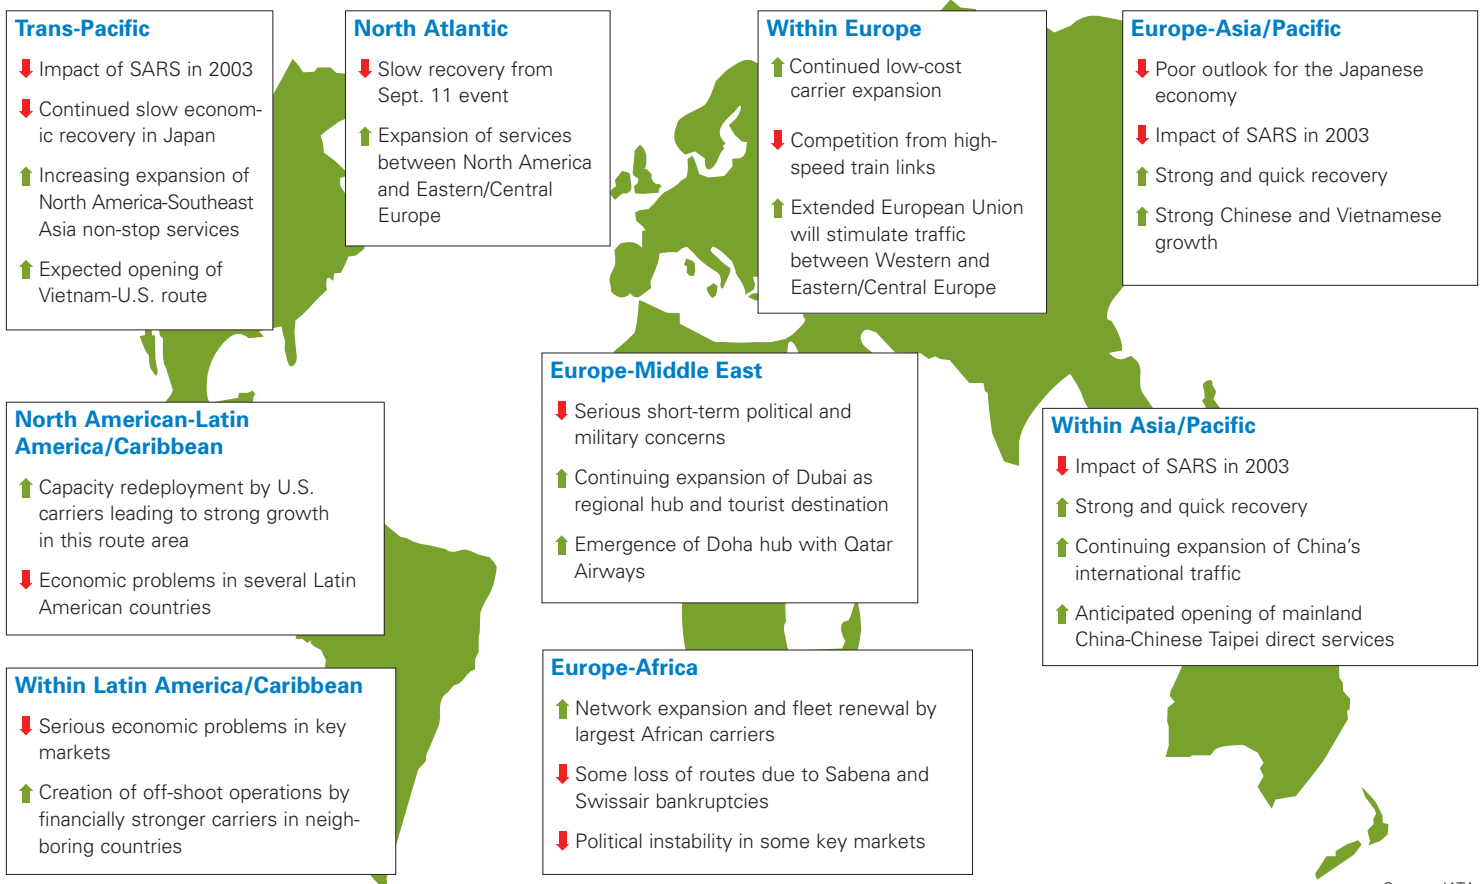 Trans-Pacific
Impact of SARS in 2003
Continued slow econom-
ic recovery in Japan
Increasing expansion of
North America-Southeast
Asia non-stop services
Expected opening of
Vietnam-U.S. route
North Atlantic
Slow recovery from
Sept. 11 event
Expansion of services
between North America
and Eastern/Central
Europe
Within Europe
Continued low-cost
carrier expansion
Competition from high-
speed train links
Extended European Union
will stimulate traffic
between Western and
Eastern/Central Europe
Europe-Asia/Pacific
Poor outlook for the Japanese
economy
Impact of SARS in 2003
Strong and quick recovery
Strong Chinese and Vietnamese
growth
North American-Latin
America/Caribbean
Capacity redeployment by U.S.
carriers leading to strong growth
in this route area
Economic problems in several Latin
American countries
Europe-Middle East
Serious short-term political and
military concerns
Continuing expansion of Dubai as
regional hub and tourist destination
Emergence of Doha hub with Qatar
Airways
Within Asia/Pacific
Impact of SARS in 2003
Strong and quick recovery
Continuing expansion of China's
international traffic
Anticipated opening of mainland
China-Chinese Taipei direct services
Within Latin America/Caribbean
Serious economic problems in key
markets
Creation of off-shoot operations by
financially stronger carriers in neigh-
boring countries
Europe-Africa
Network expansion and fleet renewal by
largest African carriers
Some loss of routes due to Sabena and
Swissair bankruptcies
Political instability in some key markets